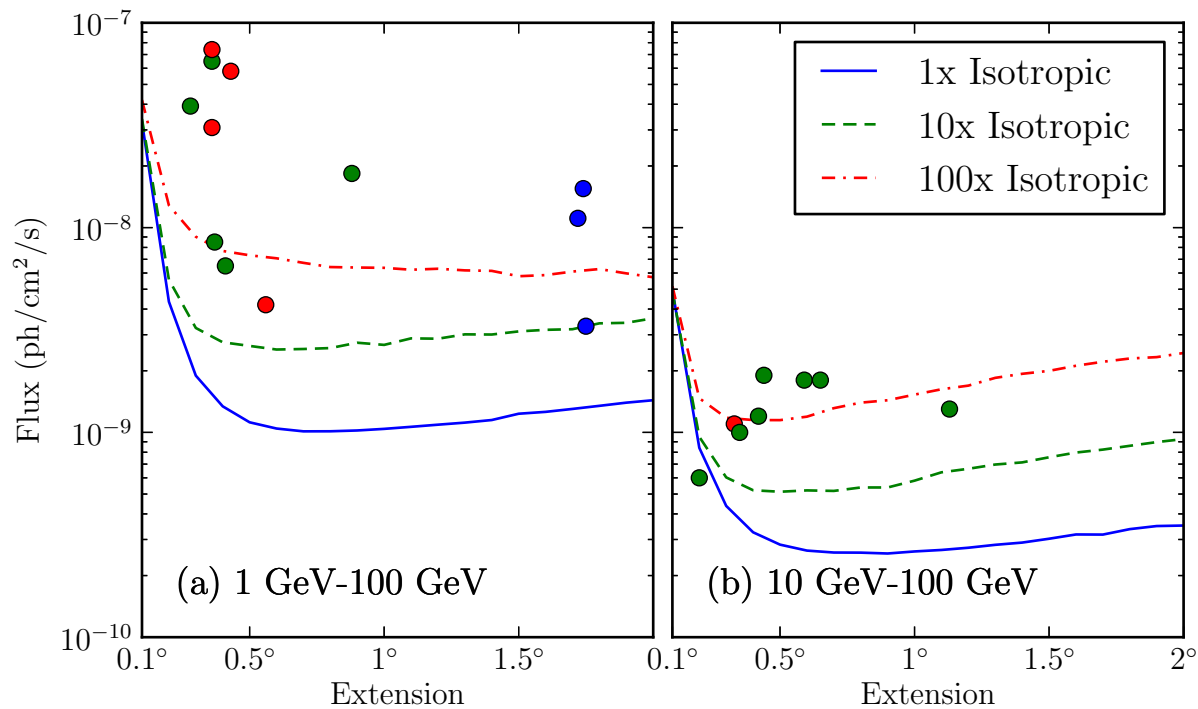 10⁻⁷
10⁻⁸
10⁻⁹
10⁻¹⁰
Flux (ph/cm²/s)
1x Isotropic
10x Isotropic
100x Isotropic
(a) 1 GeV-100 GeV
(b) 10 GeV-100 GeV
0.1° 0.5° 1° 1.5° 0.1° 0.5° 1° 1.5° 2°
Extension Extension